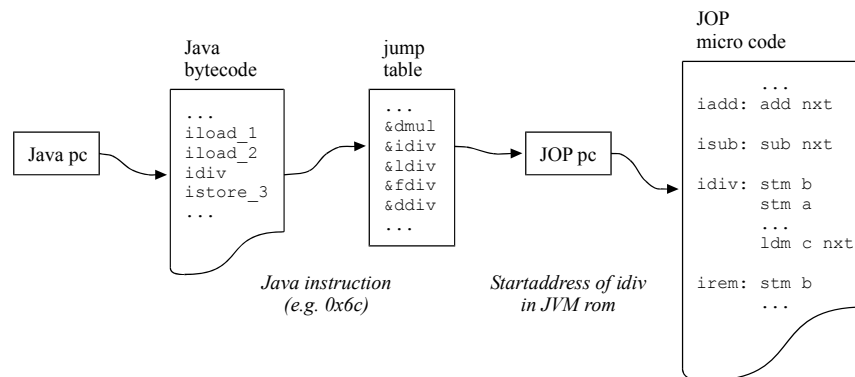 Java
bytecode
jump
table
JOP
micro code
Java pc
...
iload_1
iload_2
idiv
istore_3
...
...
&dmul
&idiv
&ldiv
&fdiv
&ddiv
...
JOP pc
...
iadd: add nxt
isub: sub nxt
idiv: stm b
stm a
...
ldm c nxt
irem: stm b
...
Java instruction
(e.g. 0x6c)
Startaddress of idiv
in JVM rom